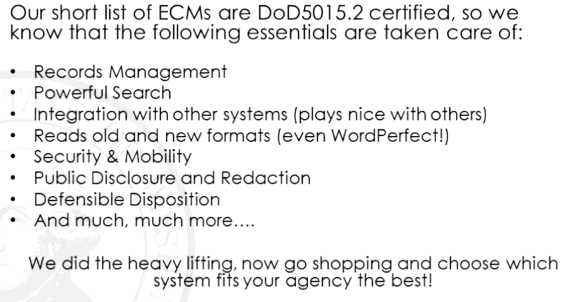 Our short list of ECMs are DoD5015.2 certified, so we
know that the following essentials are taken care of:
• Records Management
• Powerful Search
• Integration with other systems (plays nice with others)
• Reads old and new formats (even WordPerfect!)
• Security & Mobility
• Public Disclosure and Redaction
• Defensible Disposition
• And much, much more....
We did the heavy lifting, now go shopping and choose which
system fits your agency the best!